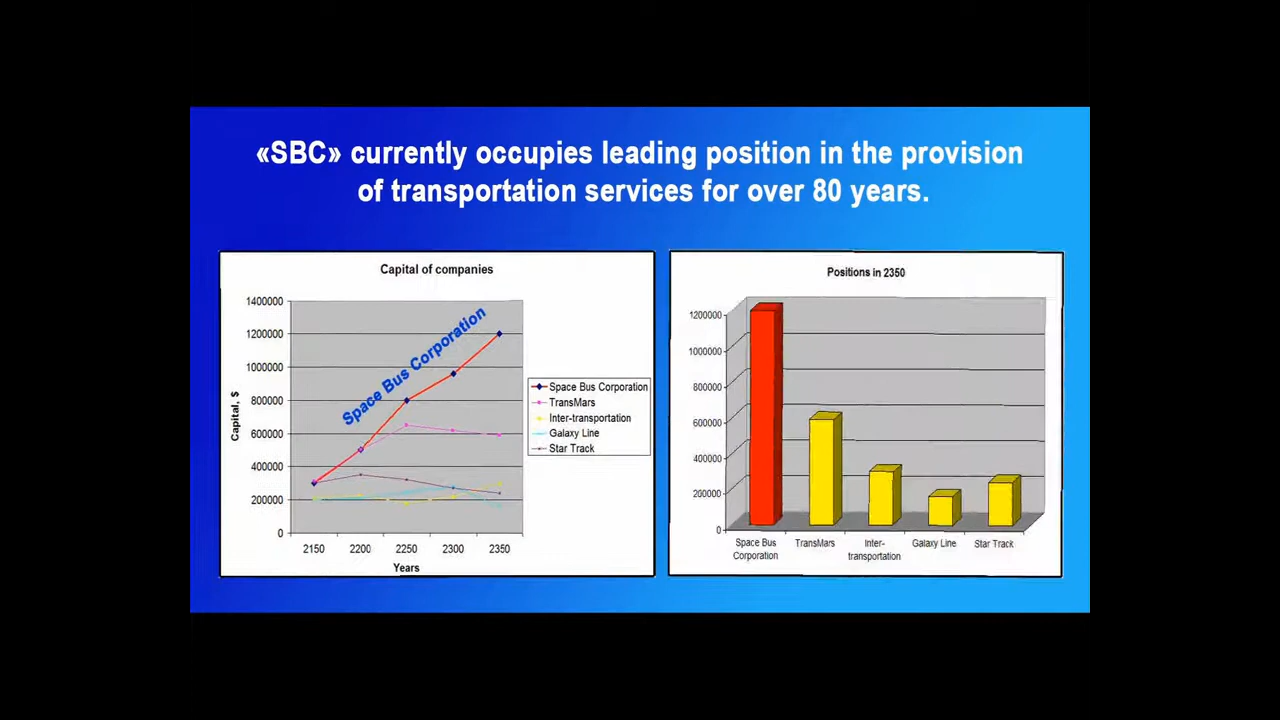 «SBC» currently occupies leading position in the provision
of transportation services for over 80 years.
Capital of companies
1400000
1200000
1000000
800000
600000
400000
200000
0
Capital, $
2150 2200 2250 2300 2350
Years
Space Bus Corporation
Space Bus Corporation
TransMars
Inter-transportation
Galaxy Line
Star Track
Positions in 2350
1200000
1000000
800000
600000
400000
200000
0
Space Bus
Corporation
TransMars
Inter-
transportation
Galaxy Line
Star Track